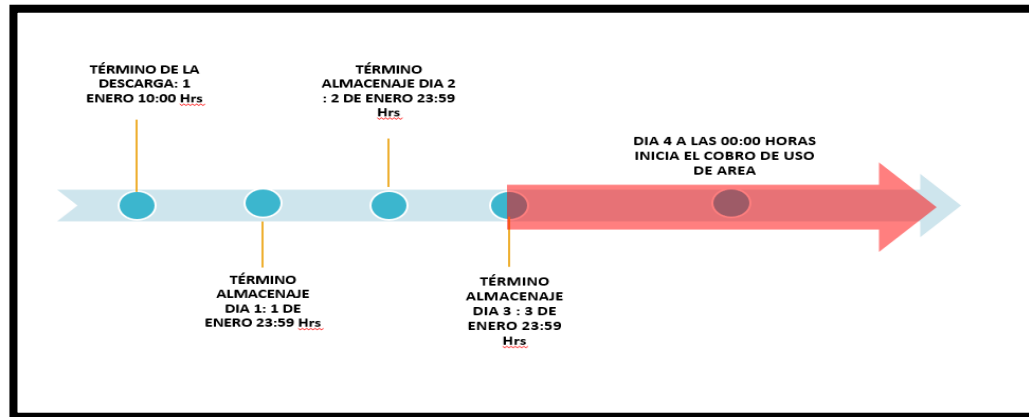 TÉRMINO DE LA
DESCARGA: 1
ENERO 10:00 Hrs
TÉRMINO
ALMACENAJE
DIA 1: 1 DE
ENERO 23:59 Hrs
TÉRMINO
ALMACENAJE DIA 2
: 2 DE ENERO 23:59
Hrs
TÉRMINO
ALMACENAJE
DIA 3 : 3 DE
ENERO 23:59
Hrs
DIA 4 A LAS 00:00 HORAS
INICIA EL COBRO DE USO
DE AREA